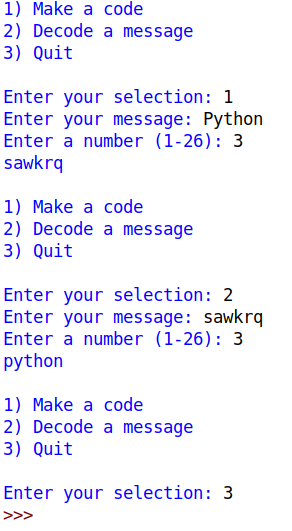 1) Make a code
2) Decode a message
3) Quit

Enter your selection: 1
Enter your message: Python
Enter a number (1-26): 3
sawkrq

1) Make a code
2) Decode a message
3) Quit

Enter your selection: 2
Enter your message: sawkrq
Enter a number (1-26): 3
python

1) Make a code
2) Decode a message
3) Quit

Enter your selection: 3
>>>